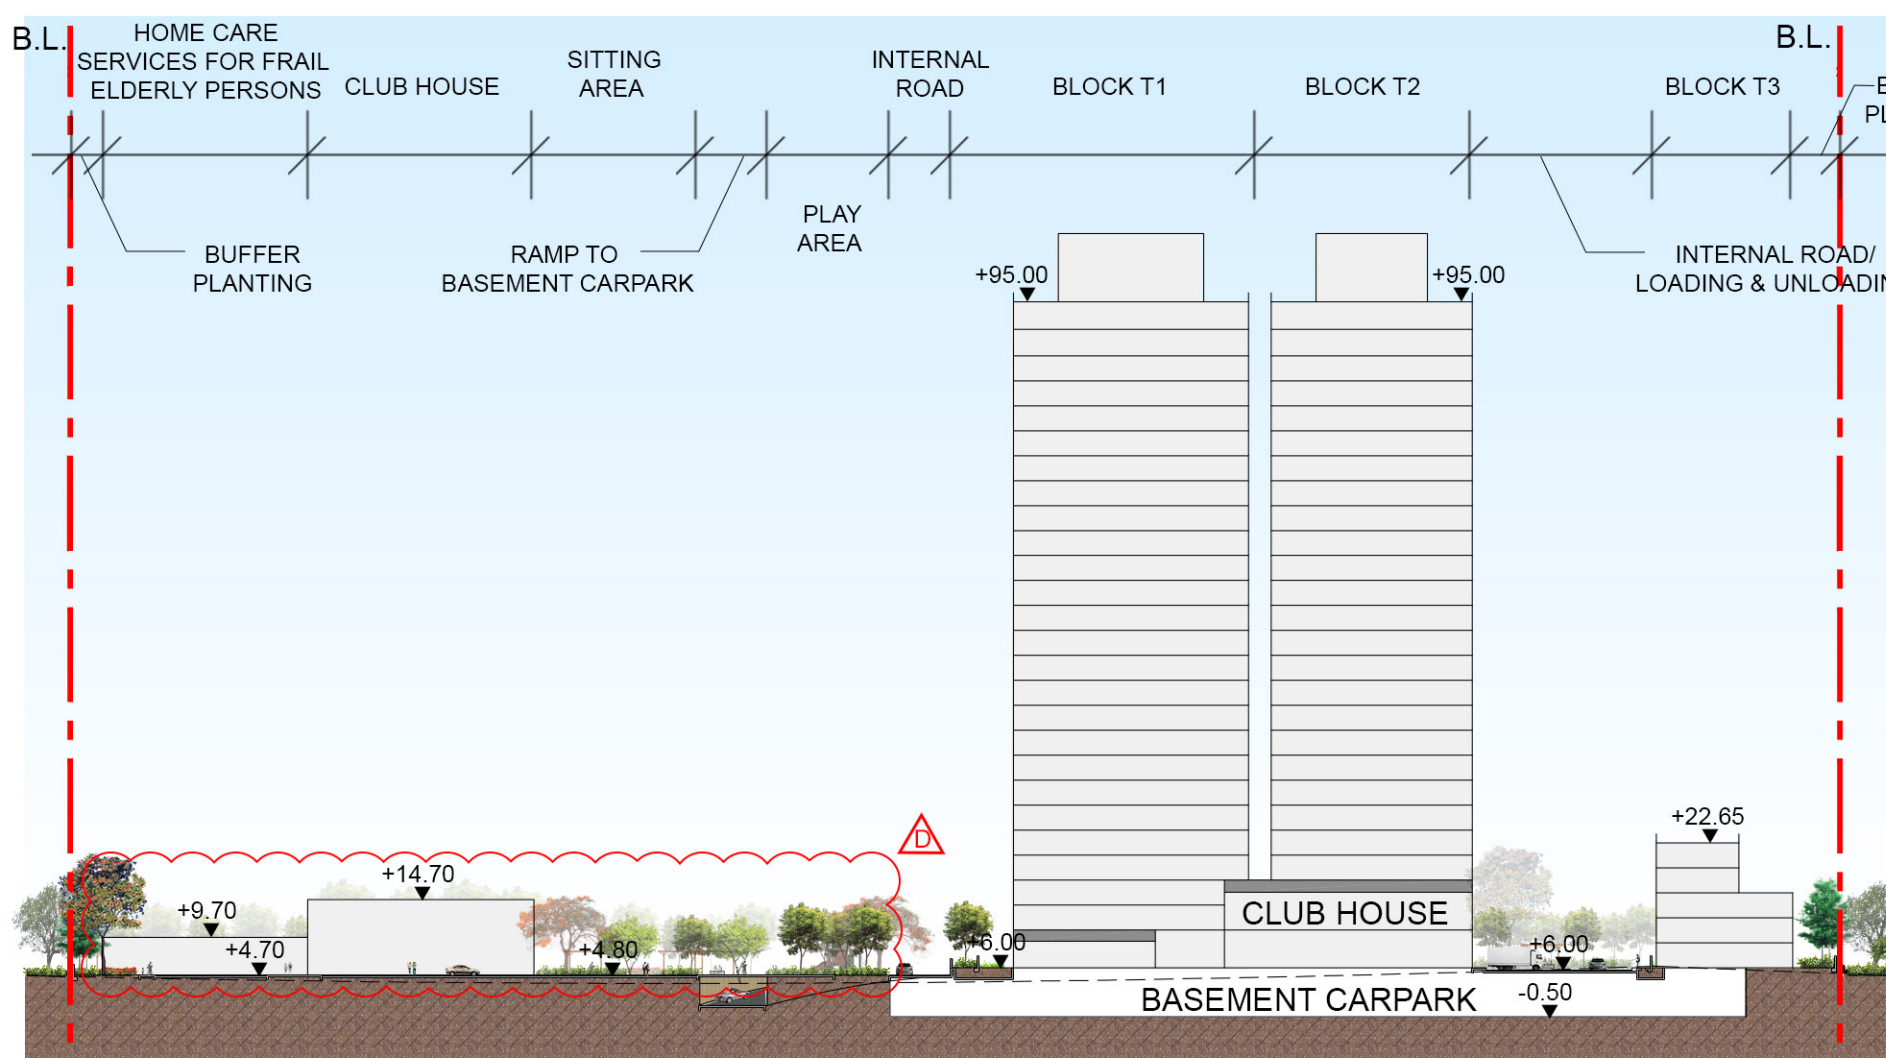 B.L.
HOME CARE
SERVICES FOR FRAIL
ELDERLY PERSONS
CLUB HOUSE
SITTING
AREA
INTERNAL
ROAD
BLOCK T1
BLOCK T2
BLOCK T3
B.L.
BUFFER
PLANTING
RAMP TO
BASEMENT CARPARK
PLAY
AREA
INTERNAL ROAD/
LOADING & UNLOADIN
+95.00
+95.00
+22.65
D
+14.70
+9.70
+4.70
+4.80
+6.00
CLUB HOUSE
+6.00
BASEMENT CARPARK
-0.50